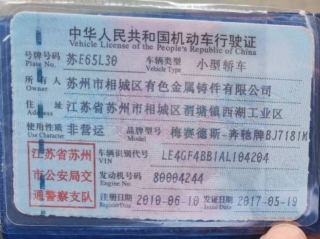 中华人民共和国机动车行驶证
Vehicle License of the People's Republic of China
号牌号码 苏E65L30 车辆类型 小型轿车
Plate No. Vehicle Type
所有人 苏州市相城区有色金属铸件有限公司
Owner
住址 江苏省苏州市相城区湘城镇西湖工业区
Address
使用性质 非营运 品牌型号 梅赛德斯-奔驰牌BJ7181M
Use Character Model
江苏省苏州市公安局交通警察支队
车辆识别代号 LE4GF4BB1AL104204
VIN
发动机号码 80004244
Engine No.
注册日期 2010-06-10 发证日期 2017-05-19
Register Date Issue Date